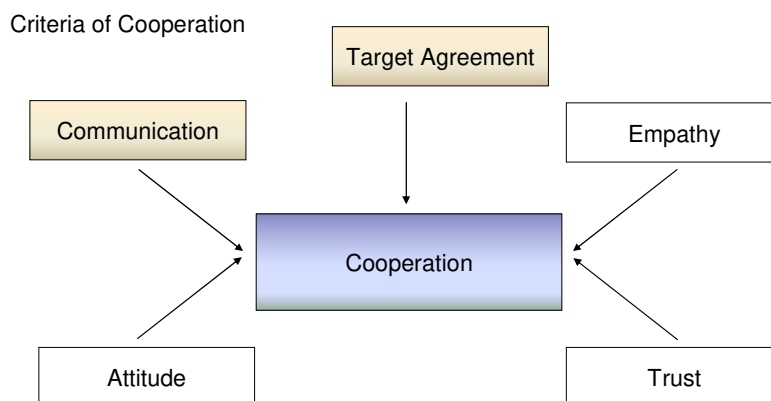 Criteria of Cooperation
Target Agreement
Communication
Empathy
Cooperation
Attitude
Trust